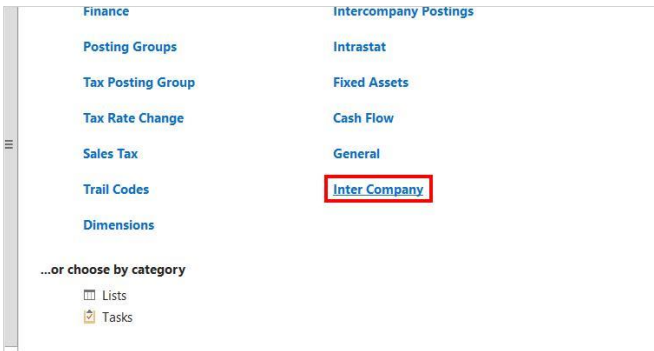 Finance
Intercompany Postings
Posting Groups
Intrastat
Tax Posting Group
Fixed Assets
Tax Rate Change
Cash Flow
Sales Tax
General
Trail Codes
Inter Company
Dimensions
...or choose by category
Lists
Tasks